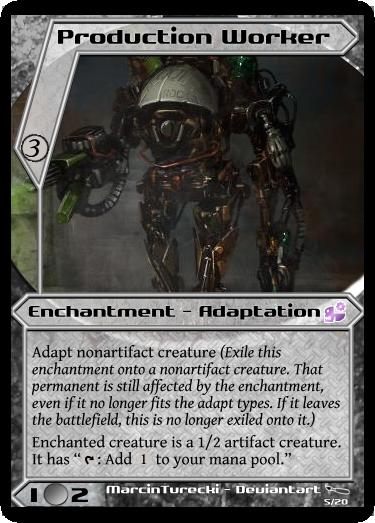 Production Worker
3
Enchantment - Adaptation
Adapt nonartifact creature (Exile this
enchantment onto a nonartifact creature. That
permanent is still affected by the enchantment,
even if it no longer fits the adapt types. If it leaves
the battlefield, this is no longer exiled onto it.)
Enchanted creature is a 1/2 artifact creature.
It has “ : Add 1 to your mana pool.”
1 2
MarcinTurecki - Deviantart
5/20